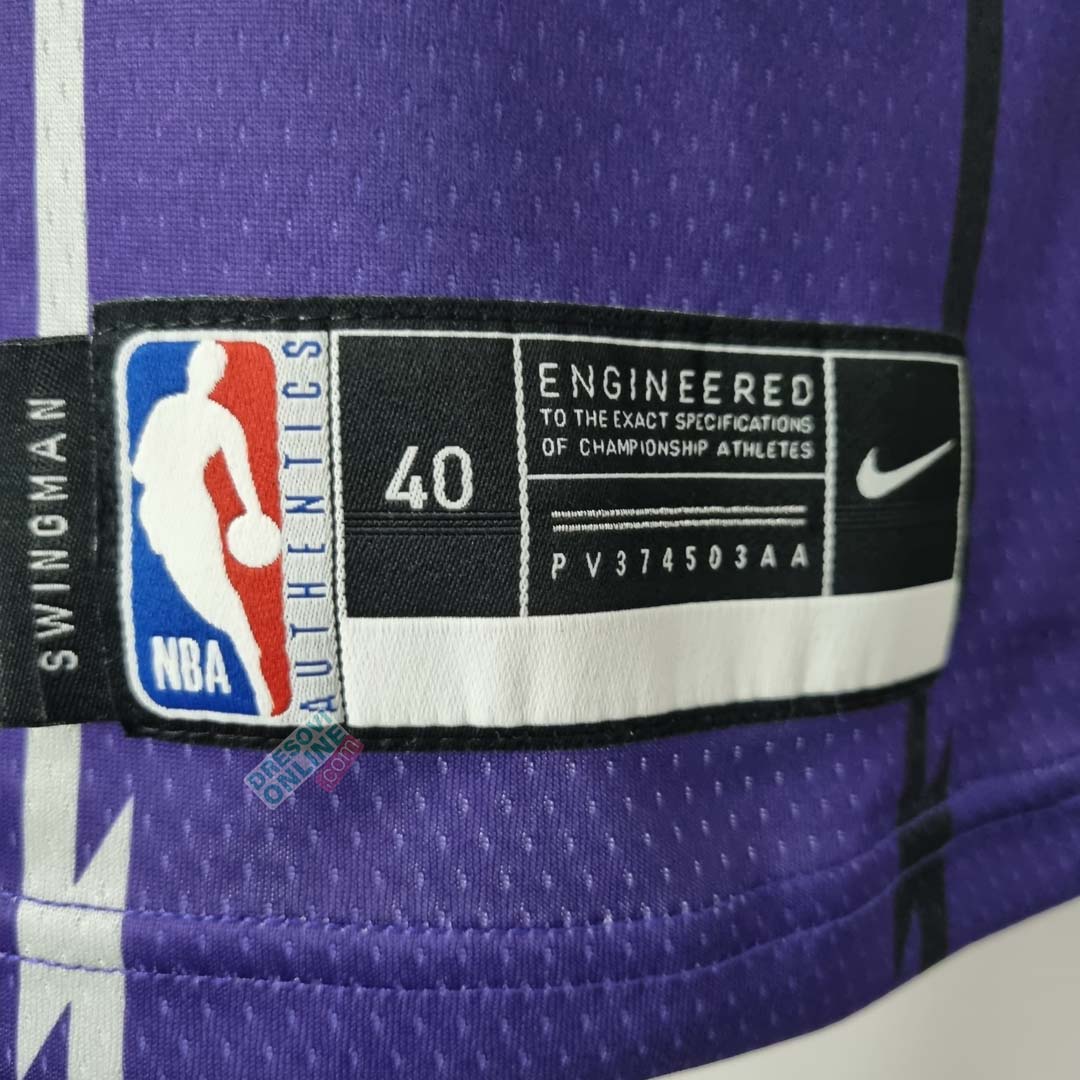 SWINGMAN
NBA
AUTHENTICS
40
ENGINEERED
TO THE EXACT SPECIFICATIONS
OF CHAMPIONSHIP ATHLETES
PV374503AA
DRESOVI
ONLINE
.com